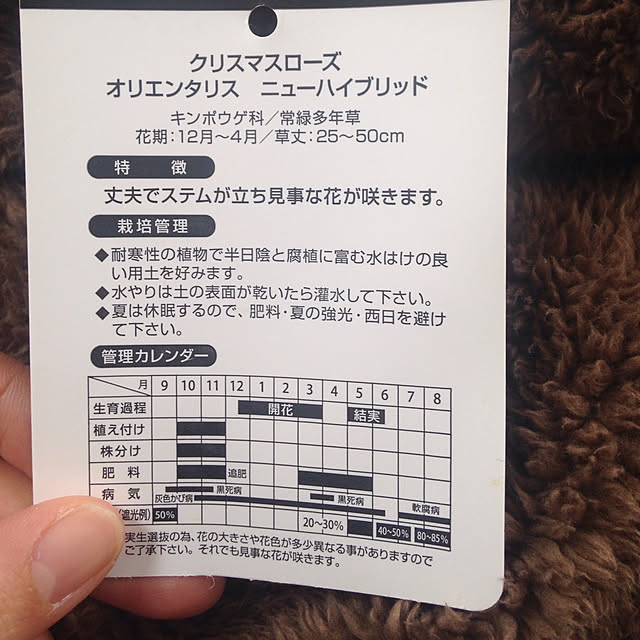 クリスマスローズ
オリエンタリス ニューハイブリッド
キンポウゲ科／常緑多年草
花期：12月～4月／草丈：25～50cm
特 徴
丈夫でステムが立ち見事な花が咲きます。
栽培管理
◆耐寒性の植物で半日陰と腐植に富む水はけの良
い用土を好みます。
◆水やりは土の表面が乾いたら灌水して下さい。
◆夏は休眠するので、肥料・夏の強光・西日を避け
て下さい。
管理カレンダー
月 9 10 11 12 1 2 3 4 5 6 7 8
生育過程 開花 結実
植え付け
株分け
肥料 追肥
病気 灰色かび病 黒死病 黒死病 軟腐病
(遮光例) 50% 20～30% 40～50% 80～85%
実生選抜の為、花の大きさや花色が多少異なる事がありますので
ご了承下さい。それでも見事な花が咲きます。